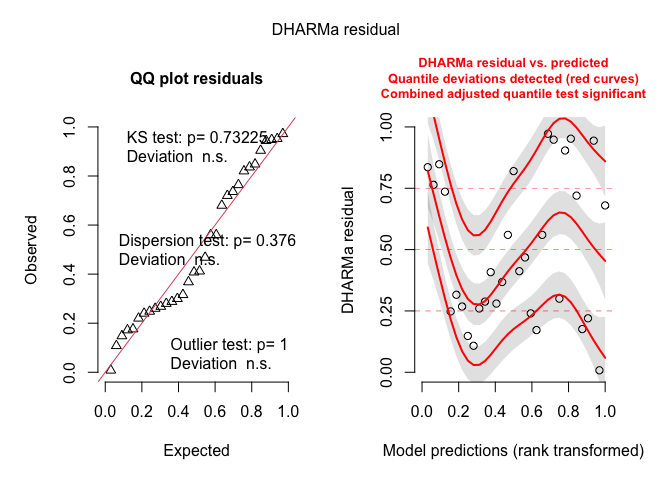 DHARMa residual
QQ plot residuals
KS test: p= 0.73225
Deviation n.s.
Dispersion test: p= 0.376
Deviation n.s.
Outlier test: p= 1
Deviation n.s.
Observed
0.0
0.2
0.4
0.6
0.8
1.0
0.0
0.2
0.4
0.6
0.8
1.0
Expected
DHARMa residual vs. predicted
Quantile deviations detected (red curves)
Combined adjusted quantile test significant
DHARMa residual
0.00
0.25
0.50
0.75
1.00
0.0
0.2
0.4
0.6
0.8
1.0
Model predictions (rank transformed)